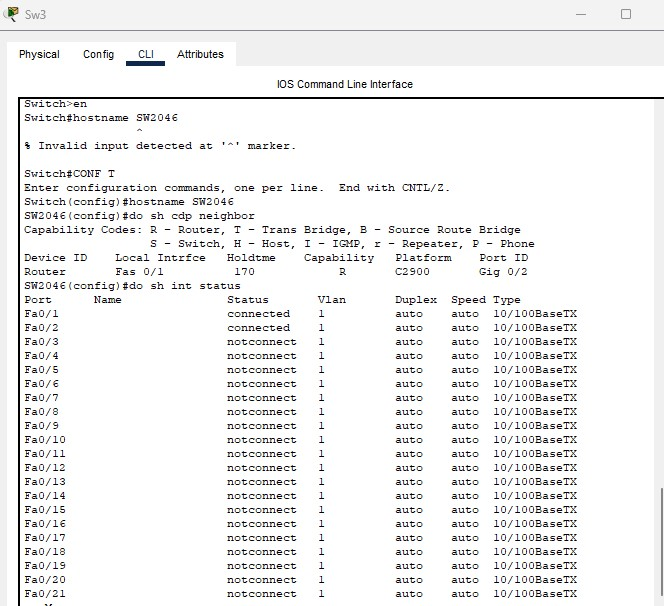 Sw3
Physical Config CLI Attributes
IOS Command Line Interface
Switch>en
Switch#hostname SW2046
^
% Invalid input detected at '^' marker.
Switch#CONF T
Enter configuration commands, one per line.  End with CNTL/Z.
Switch(config)#hostname SW2046
SW2046(config)#do sh cdp neighbor
Capability Codes: R - Router, T - Trans Bridge, B - Source Route Bridge
S - Switch, H - Host, I - IGMP, r - Repeater, P - Phone
Device ID    Local Intrfce   Holdtme    Capability   Platform    Port ID
Router       Fas 0/1          170            R       C2900       Gig 0/2
SW2046(config)#do sh int status
Port      Name               Status       Vlan       Duplex  Speed Type
Fa0/1                        connected    1          auto    auto  10/100BaseTX
Fa0/2                        connected    1          auto    auto  10/100BaseTX
Fa0/3                        notconnect   1          auto    auto  10/100BaseTX
Fa0/4                        notconnect   1          auto    auto  10/100BaseTX
Fa0/5                        notconnect   1          auto    auto  10/100BaseTX
Fa0/6                        notconnect   1          auto    auto  10/100BaseTX
Fa0/7                        notconnect   1          auto    auto  10/100BaseTX
Fa0/8                        notconnect   1          auto    auto  10/100BaseTX
Fa0/9                        notconnect   1          auto    auto  10/100BaseTX
Fa0/10                       notconnect   1          auto    auto  10/100BaseTX
Fa0/11                       notconnect   1          auto    auto  10/100BaseTX
Fa0/12                       notconnect   1          auto    auto  10/100BaseTX
Fa0/13                       notconnect   1          auto    auto  10/100BaseTX
Fa0/14                       notconnect   1          auto    auto  10/100BaseTX
Fa0/15                       notconnect   1          auto    auto  10/100BaseTX
Fa0/16                       notconnect   1          auto    auto  10/100BaseTX
Fa0/17                       notconnect   1          auto    auto  10/100BaseTX
Fa0/18                       notconnect   1          auto    auto  10/100BaseTX
Fa0/19                       notconnect   1          auto    auto  10/100BaseTX
Fa0/20                       notconnect   1          auto    auto  10/100BaseTX
Fa0/21                       notconnect   1          auto    auto  10/100BaseTX